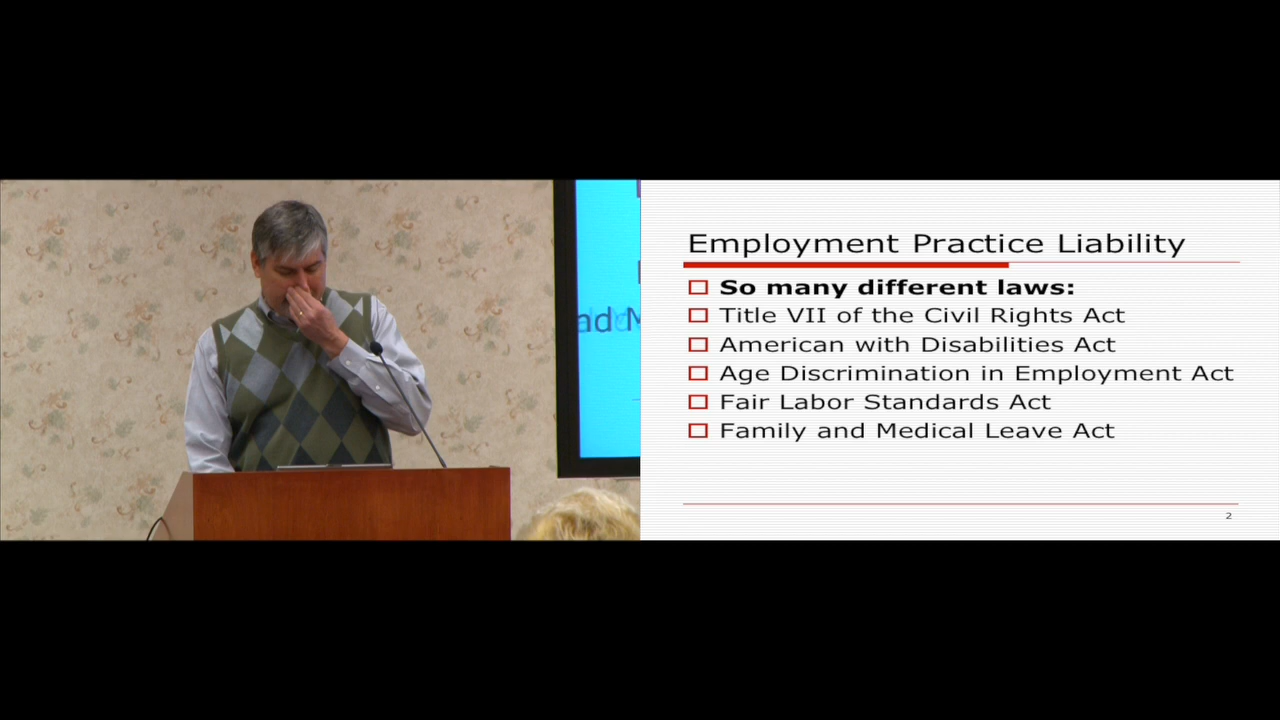 ad M
Employment Practice Liability
So many different laws:
Title VII of the Civil Rights Act
American with Disabilities Act
Age Discrimination in Employment Act
Fair Labor Standards Act
Family and Medical Leave Act
2